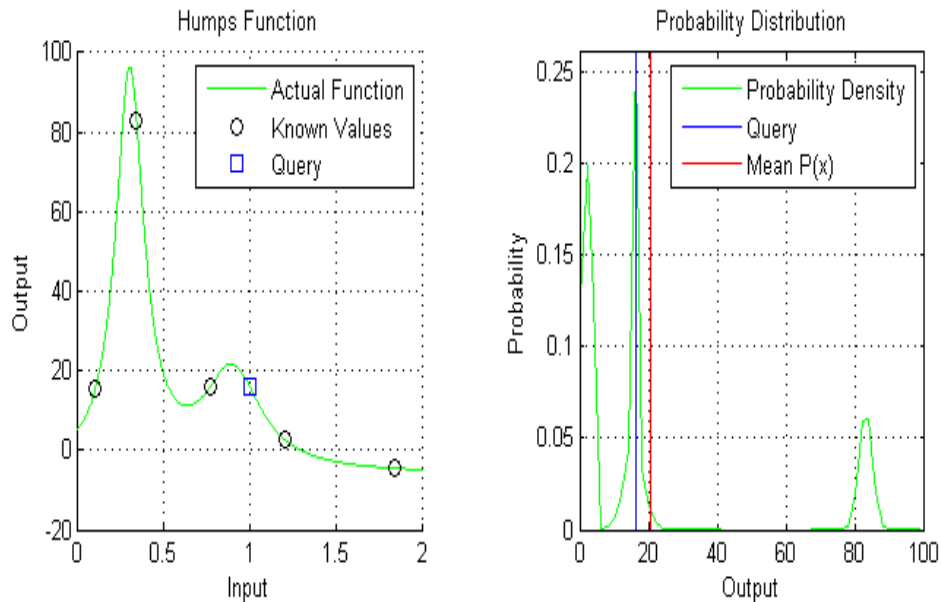 Humps Function
100
80
60
40
20
0
-20
Output
Actual Function
Known Values
Query
0
0.5
1
1.5
2
Input
Probability Distribution
0.25
0.2
0.15
0.1
0.05
0
Probability
Probability Density
Query
Mean P(x)
0
20
40
60
80
100
Output